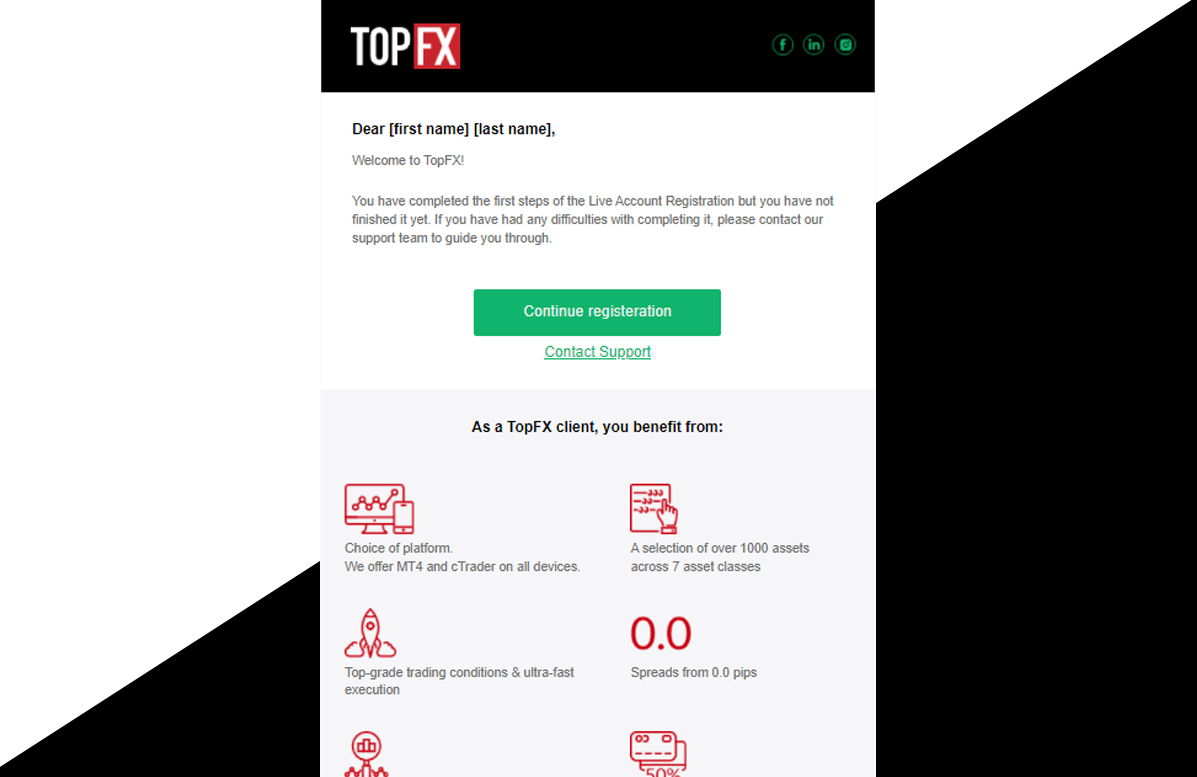 TOPFX
Dear [first name] [last name],
Welcome to TopFX!
You have completed the first steps of the Live Account Registration but you have not
finished it yet. If you have had any difficulties with completing it, please contact our
support team to guide you through.
Continue registeration
Contact Support
As a TopFX client, you benefit from:
Choice of platform.
We offer MT4 and cTrader on all devices.
A selection of over 1000 assets
across 7 asset classes
Top-grade trading conditions & ultra-fast
execution
0.0
Spreads from 0.0 pips
50%